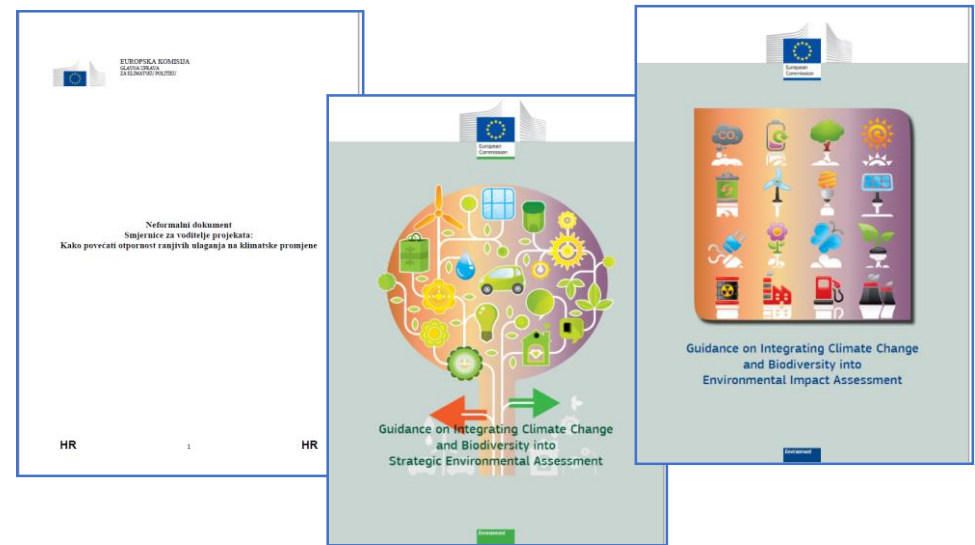 EUROPSKA KOMISIJA
GLAVNA UPRAVA
ZA KLIMATSKU POLITIKU
Neformalni dokument
Smjernice za voditelje projekata:
Kako povećati otpornost ranjivih ulaganja na klimatske promjene
HR 1 HR
European
Commission
Guidance on Integrating Climate Change
and Biodiversity into
Strategic Environmental Assessment
Environment
European
Commission
CO₂
Guidance on Integrating Climate Change
and Biodiversity into
Environmental Impact Assessment
Environment